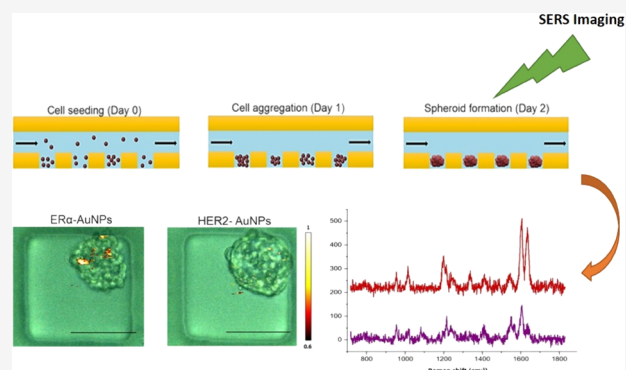 SERS Imaging
Cell seeding (Day 0)
Cell aggregation (Day 1)
Spheroid formation (Day 2)
ERα-AuNPs
HER2- AuNPs
1
0.6
500
400
300
200
100
0
800 1000 1200 1400 1600 1800